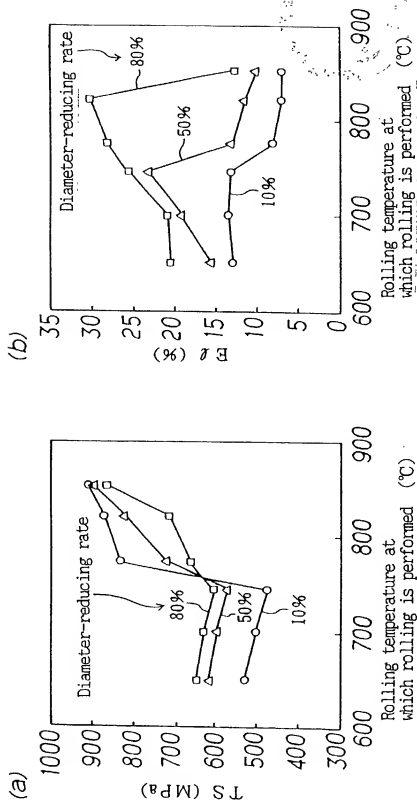 (a)
1000
900
800
700
600
500
400
300
TS (MPa)
Diameter-reducing rate
80%
50%
10%
600 700 800 900
Rolling temperature at
which rolling is performed (°C)
(b)
35
30
25
20
15
10
5
0
Eℓ (%)
Diameter-reducing rate
80%
50%
10%
600 700 800 900
Rolling temperature at
which rolling is performed (°C)